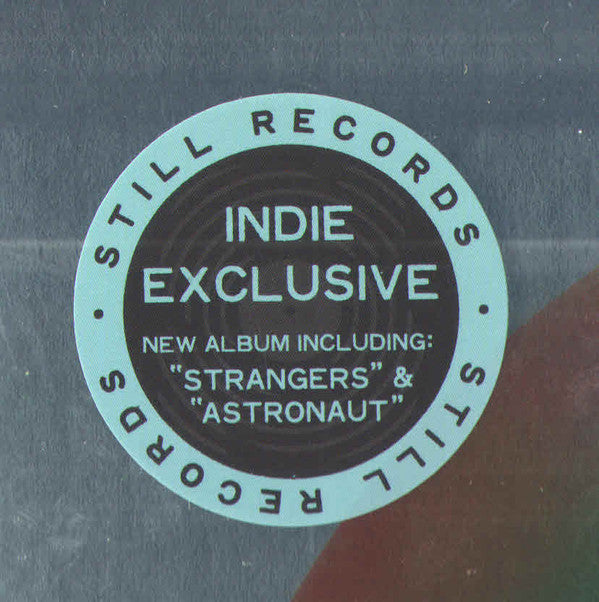 STILL RECORDS
INDIE
EXCLUSIVE
NEW ALBUM INCLUDING:
"STRANGERS" &
"ASTRONAUT"
• STILL RECORDS •